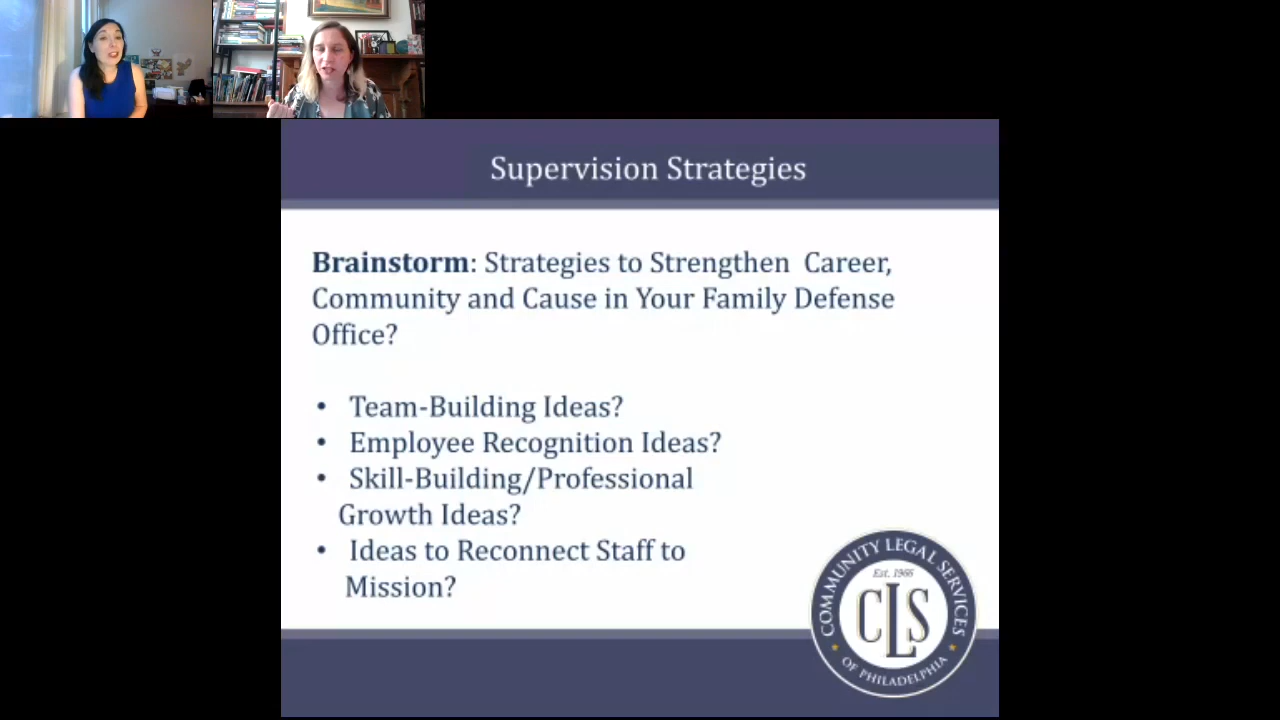 Supervision Strategies
Brainstorm: Strategies to Strengthen Career,
Community and Cause in Your Family Defense
Office?
• Team-Building Ideas?
• Employee Recognition Ideas?
• Skill-Building/Professional
Growth Ideas?
• Ideas to Reconnect Staff to
Mission?
COMMUNITY LEGAL SERVICES
Est. 1966
CLS
OF PHILADELPHIA